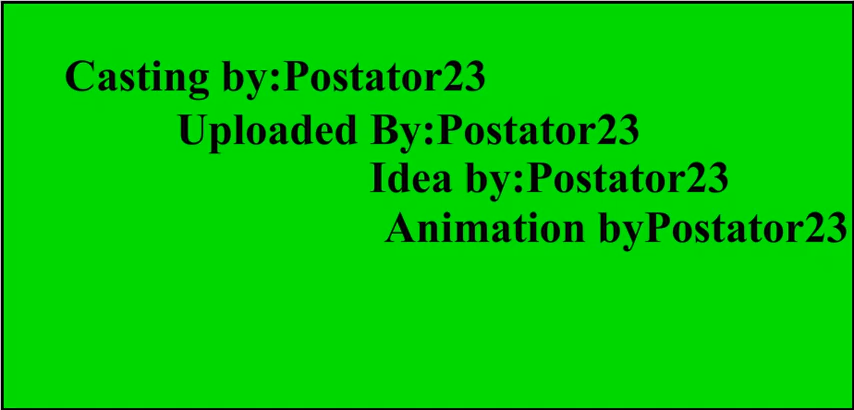 Casting by:Postator23
Uploaded By:Postator23
Idea by:Postator23
Animation byPostator23